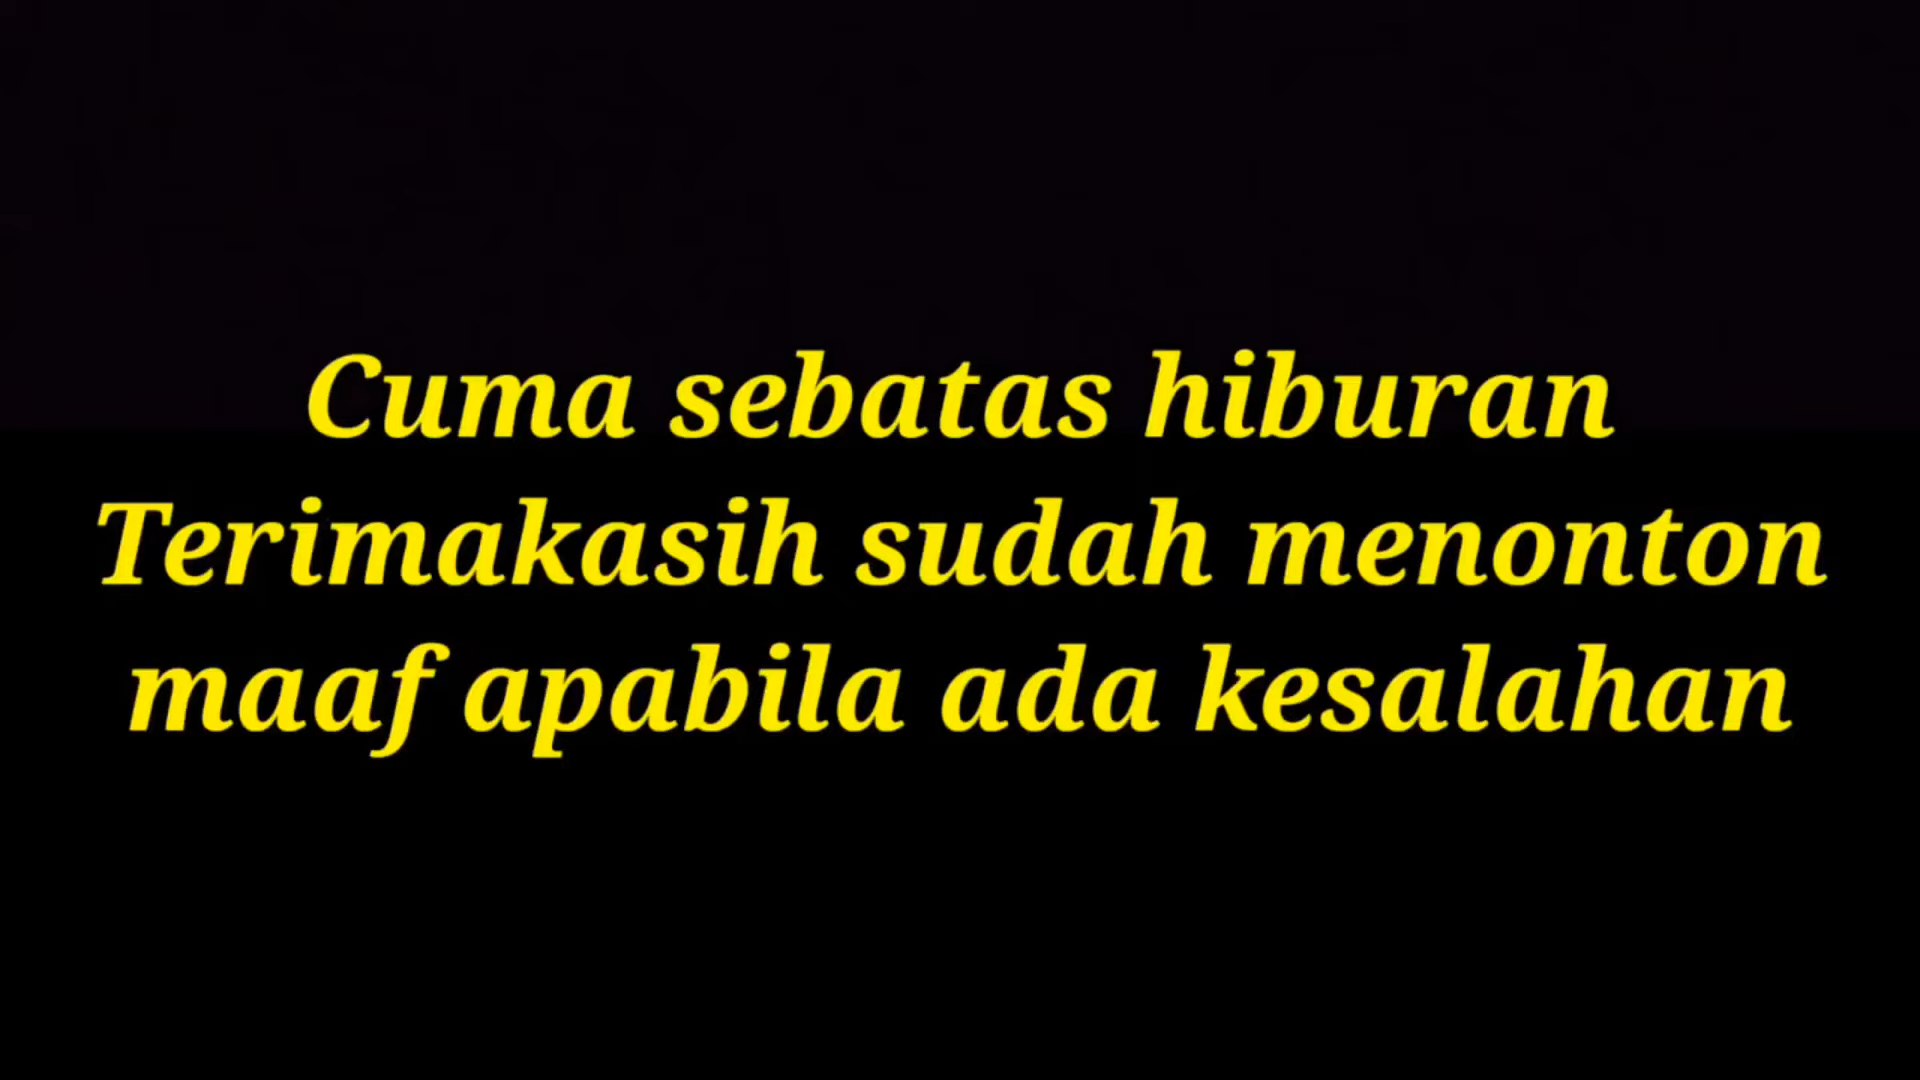 Cuma sebatas hiburan
Terimakasih sudah menonton
maaf apabila ada kesalahan